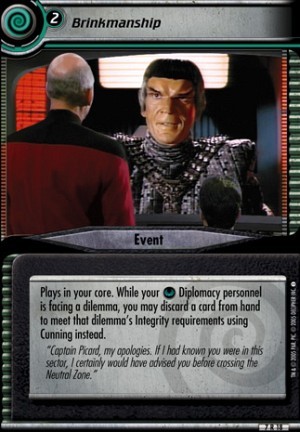 2
Brinkmanship
Event
Plays in your core. While your Diplomacy personnel
is facing a dilemma, you may discard a card from hand
to meet that dilemma's Integrity requirements using
Cunning instead.
"Captain Picard, my apologies. If I had known you were in this
sector, I certainly would have advised you before crossing the
Neutral Zone."
7 R 18